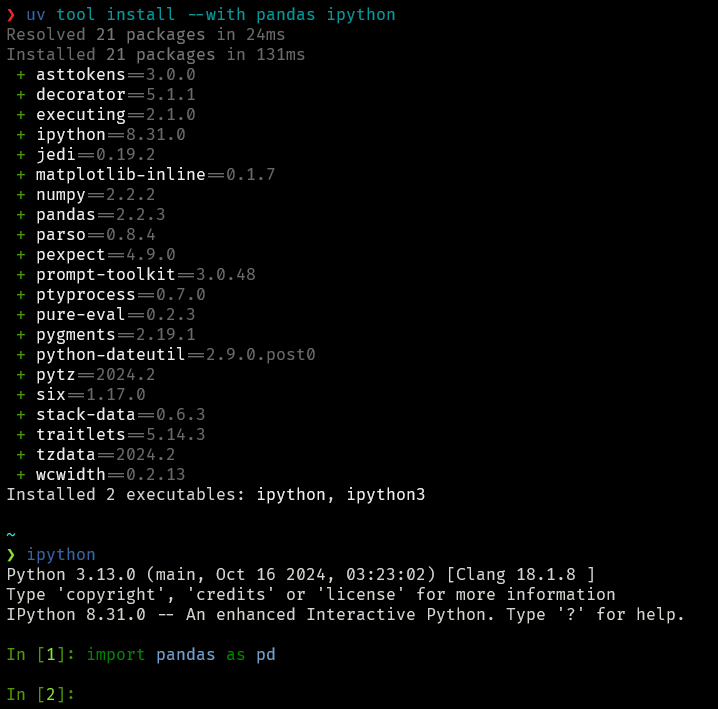 ❯ uv tool install --with pandas ipython
Resolved 21 packages in 24ms
Installed 21 packages in 131ms
 + asttokens==3.0.0
 + decorator==5.1.1
 + executing==2.1.0
 + ipython==8.31.0
 + jedi==0.19.2
 + matplotlib-inline==0.1.7
 + numpy==2.2.2
 + pandas==2.2.3
 + parso==0.8.4
 + pexpect==4.9.0
 + prompt-toolkit==3.0.48
 + ptyprocess==0.7.0
 + pure-eval==0.2.3
 + pygments==2.19.1
 + python-dateutil==2.9.0.post0
 + pytz==2024.2
 + six==1.17.0
 + stack-data==0.6.3
 + traitlets==5.14.3
 + tzdata==2024.2
 + wcwidth==0.2.13
Installed 2 executables: ipython, ipython3
~
❯ ipython
Python 3.13.0 (main, Oct 16 2024, 03:23:02) [Clang 18.1.8 ]
Type 'copyright', 'credits' or 'license' for more information
IPython 8.31.0 -- An enhanced Interactive Python. Type '?' for help.
In [1]: import pandas as pd
In [2]: